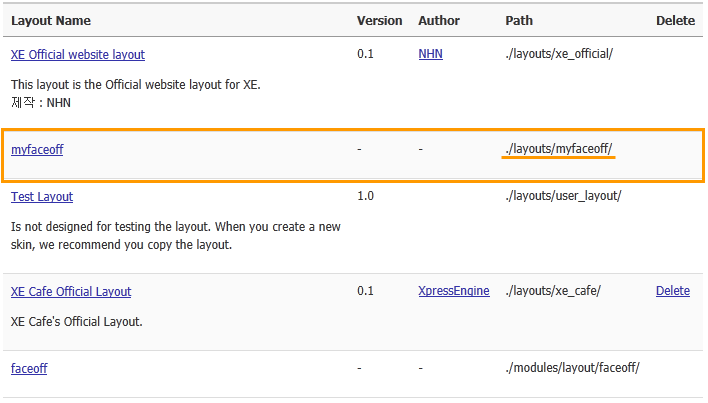 Layout Name Version Author Path Delete
XE Official website layout 0.1 NHN ./layouts/xe_official/
This layout is the Official website layout for XE.
제작 : NHN
myfaceoff - - ./layouts/myfaceoff/
Test Layout 1.0 ./layouts/user_layout/
Is not designed for testing the layout. When you create a new
skin, we recommend you copy the layout.
XE Cafe Official Layout 0.1 XpressEngine ./layouts/xe_cafe/ Delete
XE Cafe's Official Layout.
faceoff - - ./modules/layout/faceoff/